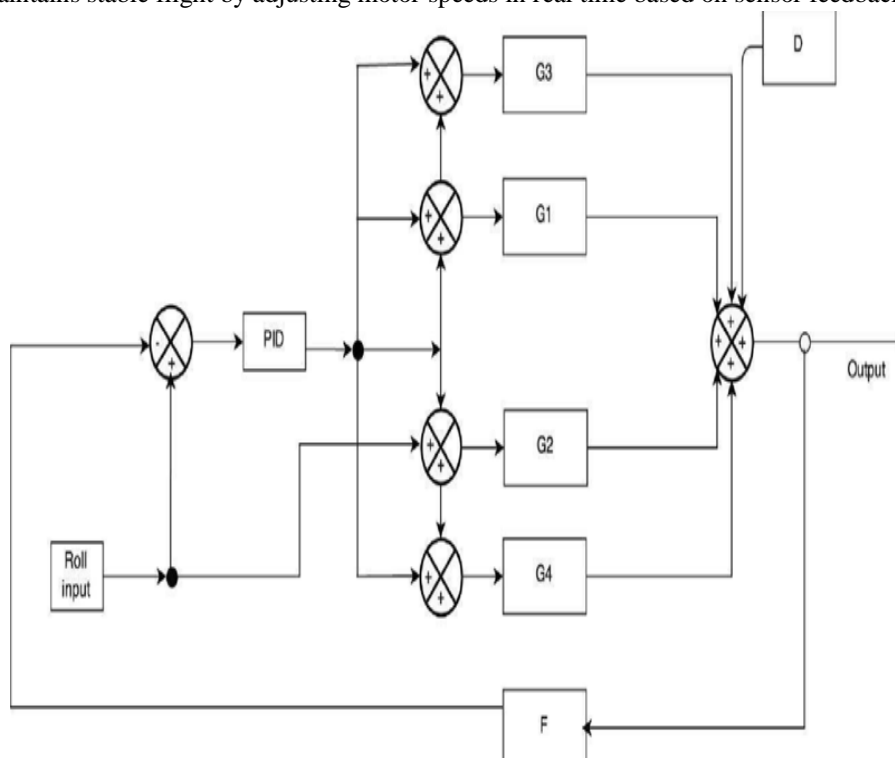 aintains stable flight by adjusting motor speeds in real time based on sensor feedback
G3
D
+
+
G1
+
+
-
+
PID
+
+
+
+
+
Output
+
+
G2
Roll
input
+
+
G4
F